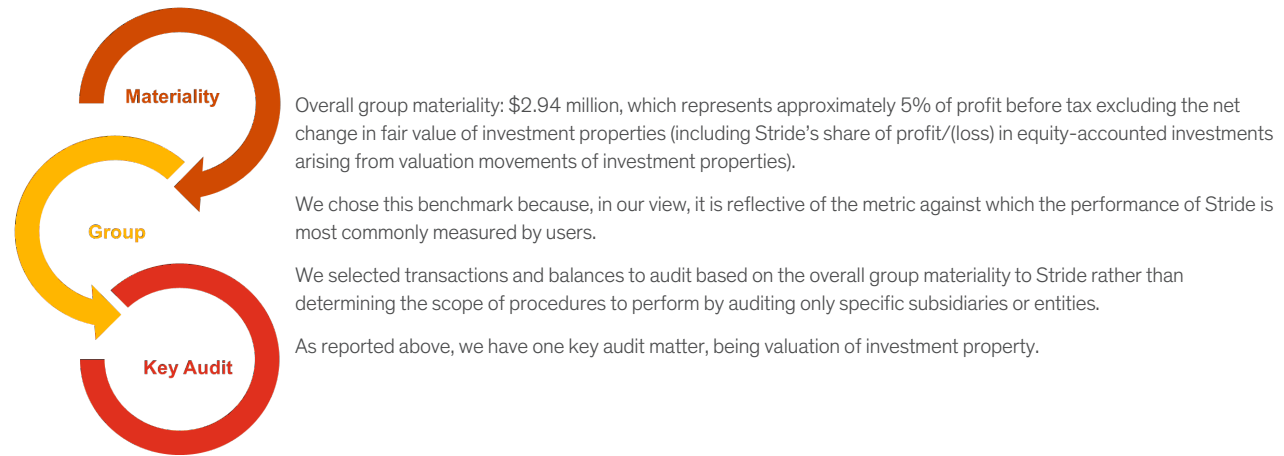 Materiality
Overall group materiality: $2.94 million, which represents approximately 5% of profit before tax excluding the net
change in fair value of investment properties (including Stride's share of profit/(loss) in equity-accounted investments
arising from valuation movements of investment properties).
We chose this benchmark because, in our view, it is reflective of the metric against which the performance of Stride is
most commonly measured by users.
Group
We selected transactions and balances to audit based on the overall group materiality to Stride rather than
determining the scope of procedures to perform by auditing only specific subsidiaries or entities.
As reported above, we have one key audit matter, being valuation of investment property.
Key Audit